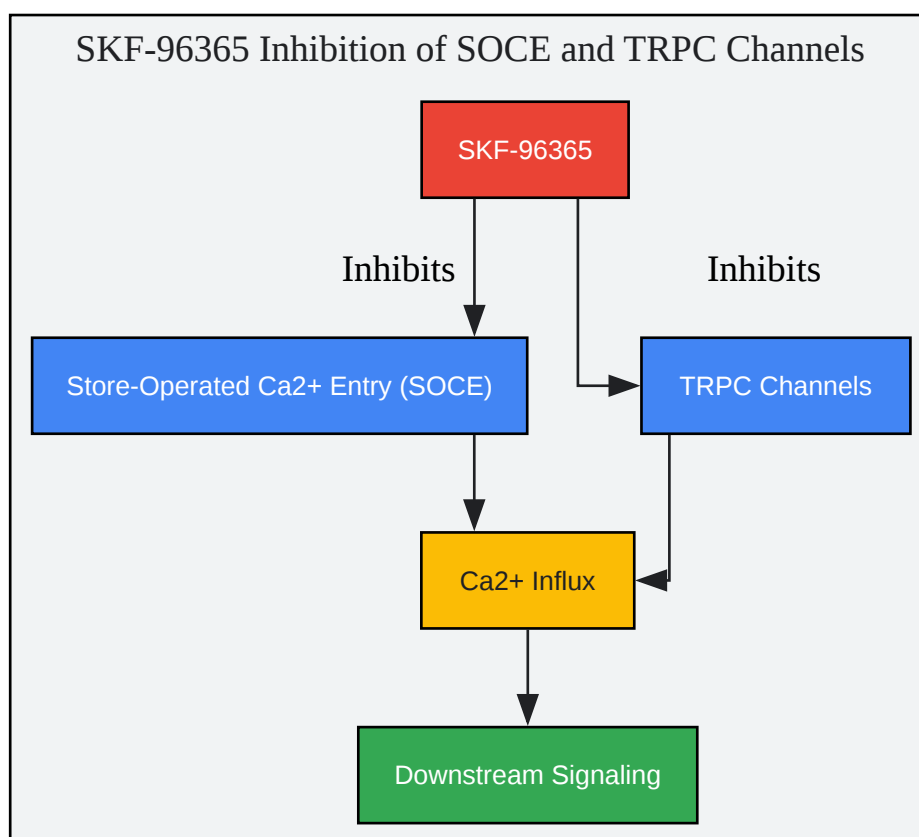 SKF-96365 Inhibition of SOCE and TRPC Channels
SKF-96365
Inhibits
Inhibits
Store-Operated Ca2+ Entry (SOCE)
TRPC Channels
Ca2+ Influx
Downstream Signaling